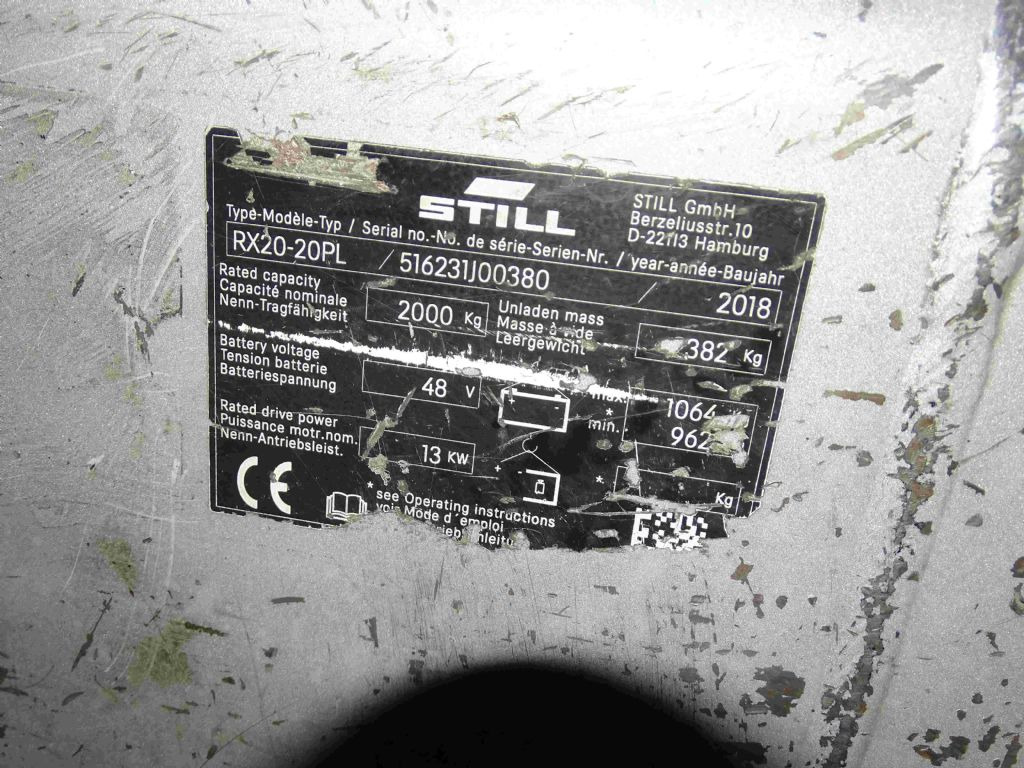 STILL
STILL GmbH
Berzeliusstr.10
D-22113 Hamburg
Type-Modèle-Typ / Serial no.-No. de série-Serien-Nr. / year-année-Baujahr
RX20-20PL / 516231J00380 / 2018
Rated capacity
Capacité nominale
Nenn-Tragfähigkeit
2000 Kg
Unladen mass
Masse à vide
Leergewicht
382 Kg
Battery voltage
Tension batterie
Batteriespannung
48 V
max.
*
min.
1064
962
Rated drive power
Puissance motr.nom.
Nenn-Antriebsleist.
13 KW
+
*
Kg
CE
* see Operating instructions
voir Mode d'emploi